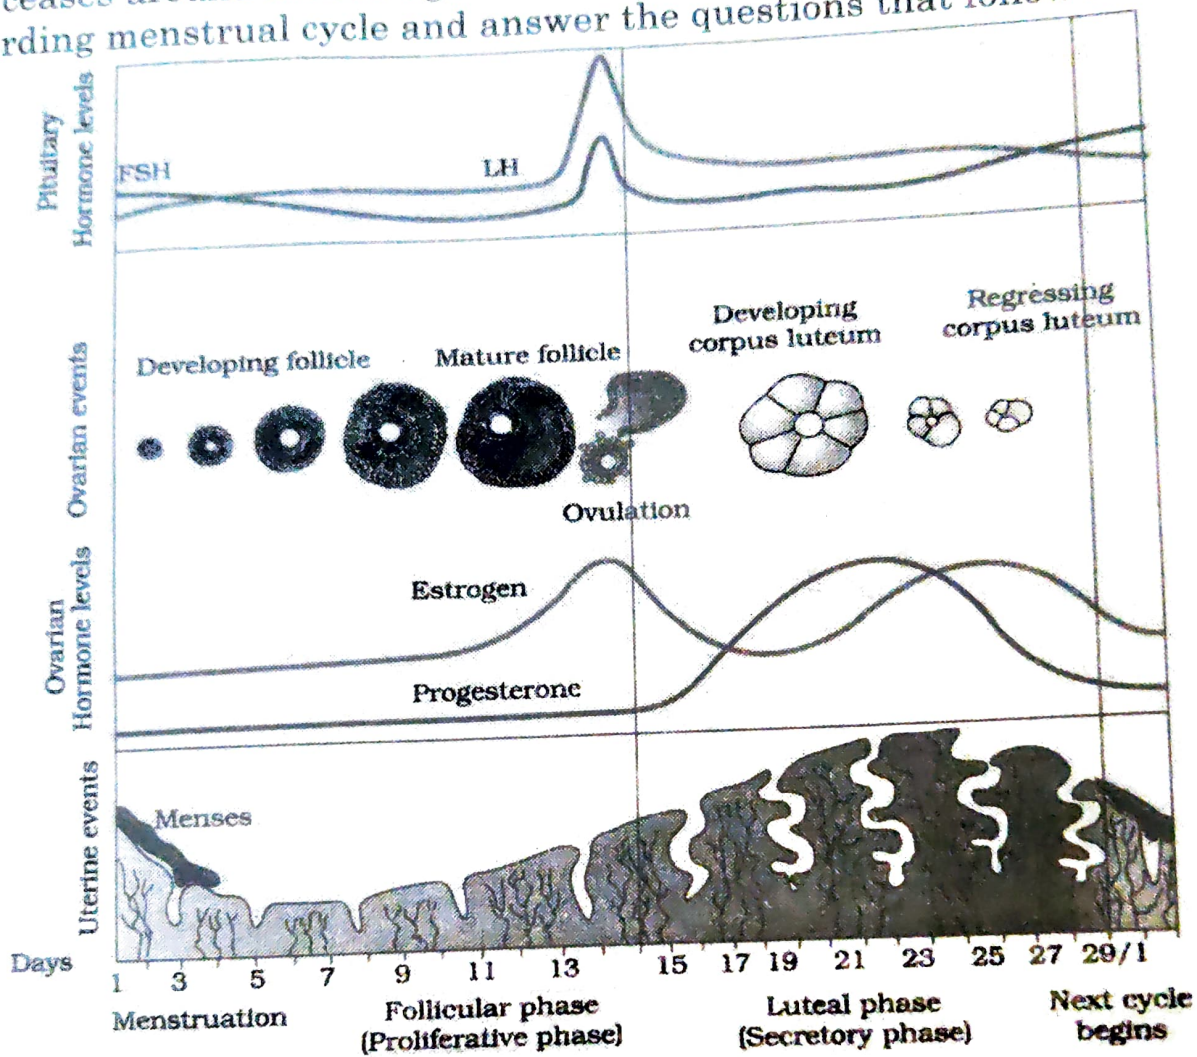 rding menstrual cycle and answer the questions that
Pituitary
Hormone levels
FSH
LH
Ovarian events
Developing follicle
Mature follicle
Developing
corpus luteum
Regressing
corpus luteum
Ovulation
Ovarian
Hormone levels
Estrogen
Progesterone
Uterine events
Menses
Days
1 3 5 7 9 11 13 15 17 19 21 23 25 27 29/1
Menstruation
Follicular phase
(Proliferative phase)
Luteal phase
(Secretory phase)
Next cycle
begins